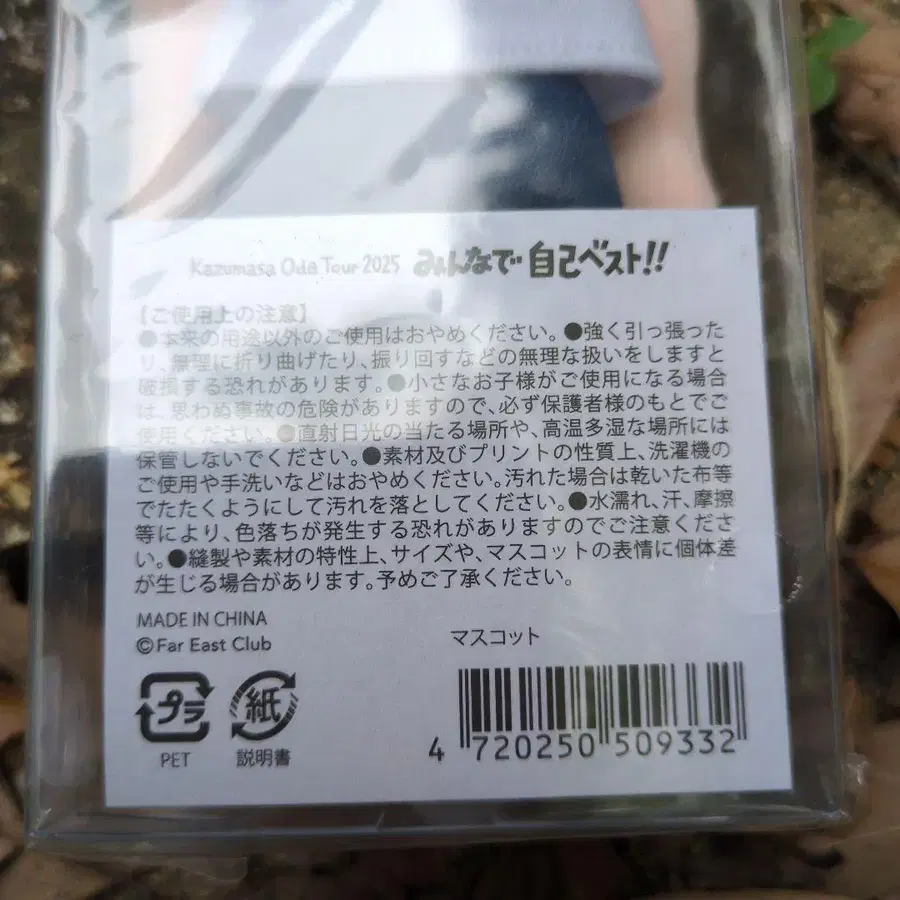 Kazumasa Oda Tour 2025 みんなで 自己ベスト!!
【ご使用上の注意】
●本来の用途以外のご使用はおやめください。●強く引っ張った
り、無理に折り曲げたり、振り回すなどの無理な扱いをしますと
破損する恐れがあります。●小さなお子様がご使用になる場合
は、思わぬ事故の危険がありますので、必ず保護者様のもとでご
使用ください。●直射日光の当たる場所や、高温多湿な場所には
保管しないでください。●素材及びプリントの性質上、洗濯機の
ご使用や手洗いなどはおやめください。汚れた場合は乾いた布等
でたたくようにして汚れを落としてください。●水濡れ、汗、摩擦
等により、色落ちが発生する恐れがありますのでご注意くださ
い。●縫製や素材の特性上、サイズや、マスコットの表情に個体差
が生じる場合があります。予めご了承ください。
MADE IN CHINA
©Far East Club
マスコット
プラ 紙
PET 説明書
4 720250 509332